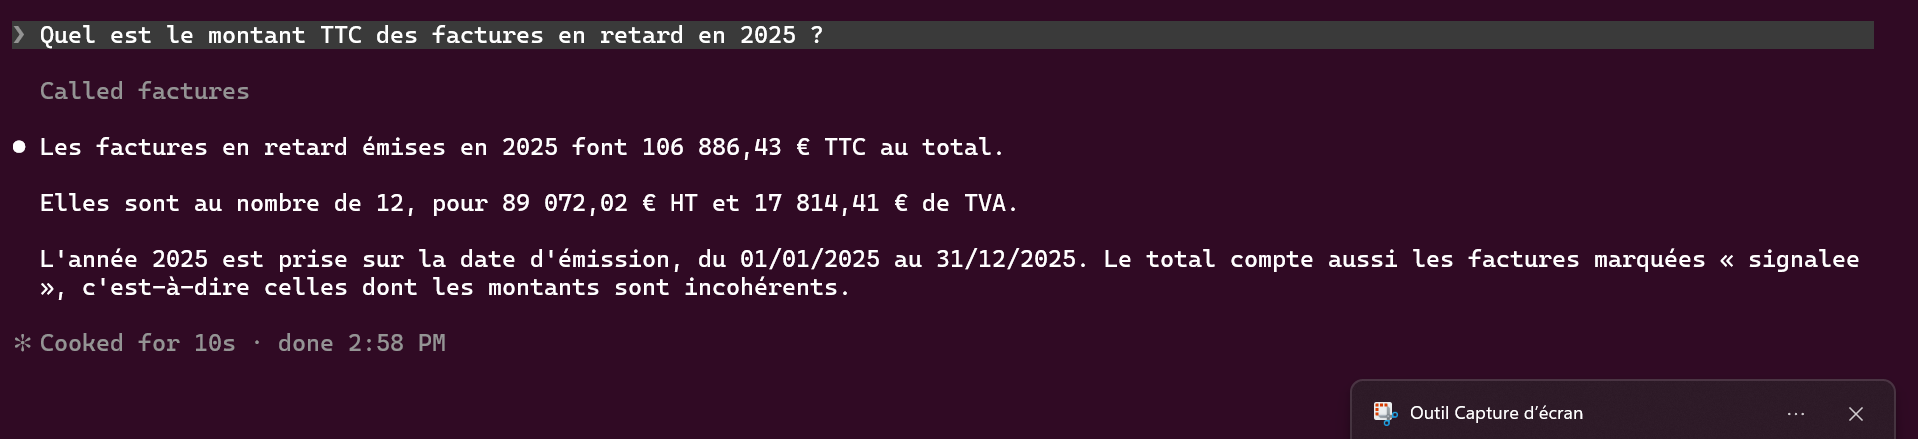 ❯ Quel est le montant TTC des factures en retard en 2025 ?
Called factures
● Les factures en retard émises en 2025 font 106 886,43 € TTC au total.
Elles sont au nombre de 12, pour 89 072,02 € HT et 17 814,41 € de TVA.
L'année 2025 est prise sur la date d'émission, du 01/01/2025 au 31/12/2025. Le total compte aussi les factures marquées « signalee
», c'est-à-dire celles dont les montants sont incohérents.
✻ Cooked for 10s · done 2:58 PM
Outil Capture d'écran